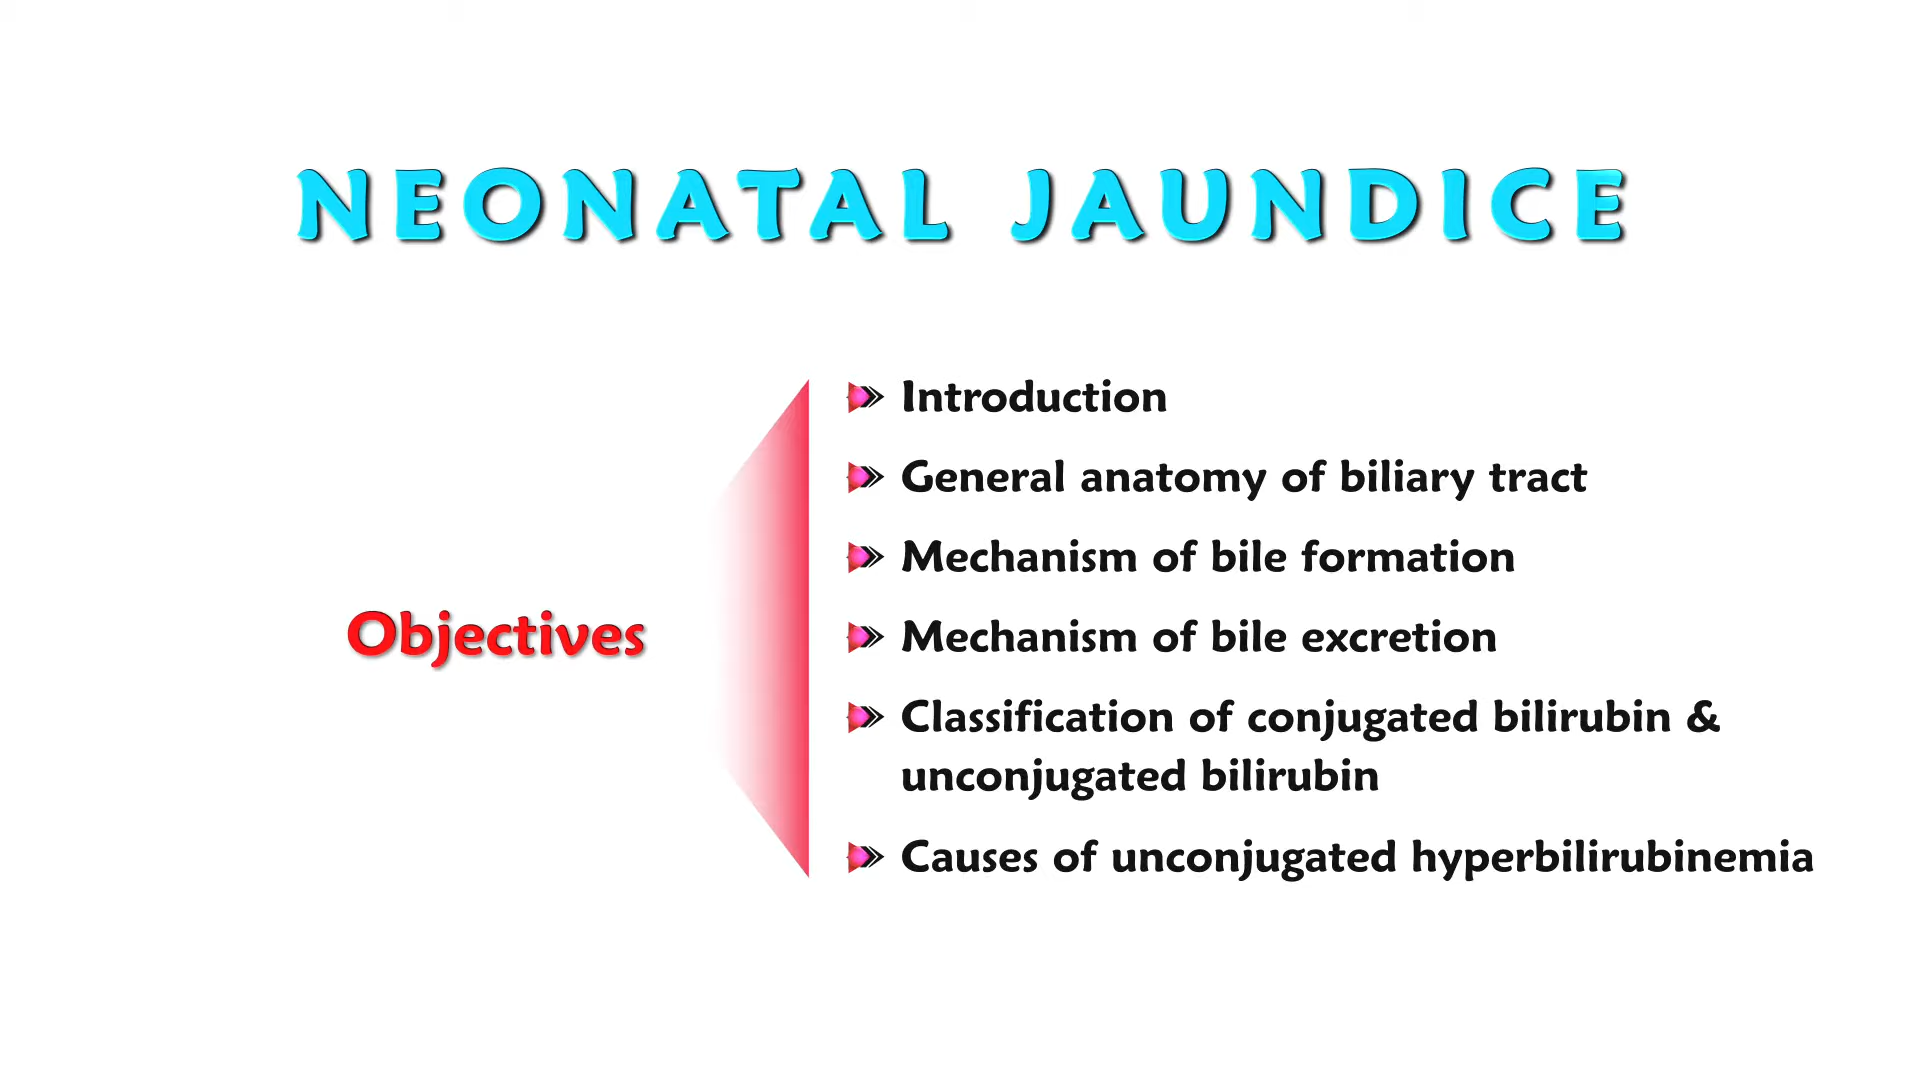 NEONATAL JAUNDICE
Objectives
Introduction
General anatomy of biliary tract
Mechanism of bile formation
Mechanism of bile excretion
Classification of conjugated bilirubin &
unconjugated bilirubin
Causes of unconjugated hyperbilirubinemia